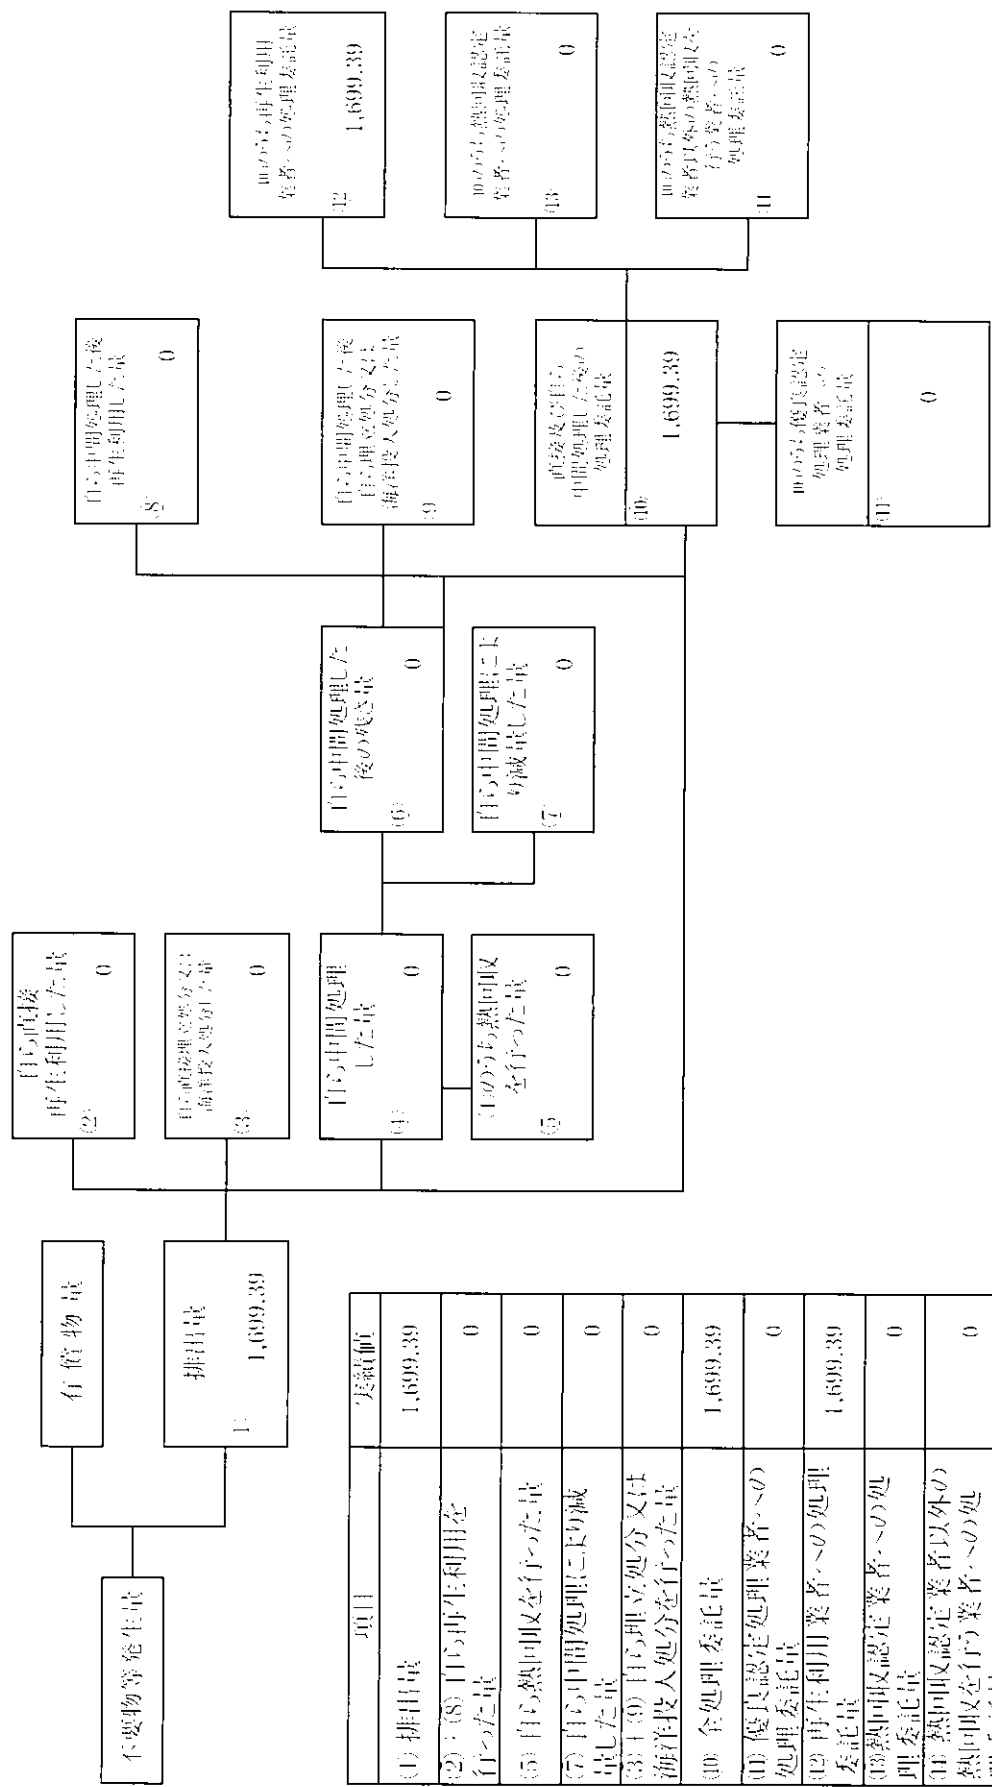 不要物等発生量
有償物量
排出量
(1)
1,699.39
自ら直接
再生利用した量
(2)
0
自ら直接埋立処分又は
海洋投入処分した量
(3)
0
自ら中間処理
した量
(4)
0
(4)のうち熱回収
を行った量
(5)
0
自ら中間処理した
後の残さ量
(6)
0
自ら中間処理によ
り減量した量
(7)
0
自ら中間処理した後
再生利用した量
(8)
0
自ら中間処理した後
自ら埋立処分又は
海洋投入処分した量
(9)
0
直接及び自ら
中間処理した後の
処理委託量
(10)
1,699.39
(10)のうち優良認定
処理業者への
処理委託量
(11)
0
(10)のうち再生利用
業者への処理委託量
(12)
1,699.39
(10)のうち熱回収認定
業者への処理委託量
(13)
0
(10)のうち熱回収認定
業者以外の熱回収を
行う業者への
処理委託量
0
項目 実績値
(1) 排出量 1,699.39
(2)+(8) 自ら再生利用を
行った量 0
(5) 自ら熱回収を行った量 0
(7) 自ら中間処理により減
量した量 0
(3)+(9) 自ら埋立処分又は
海洋投入処分を行った量 0
(10) 全処理委託量 1,699.39
(11) 優良認定処理業者への
処理委託量 0
(12) 再生利用業者への処理
委託量 1,699.39
(13) 熱回収認定業者への処
理委託量 0
(14) 熱回収認定業者以外の
熱回収を行う業者への処 0